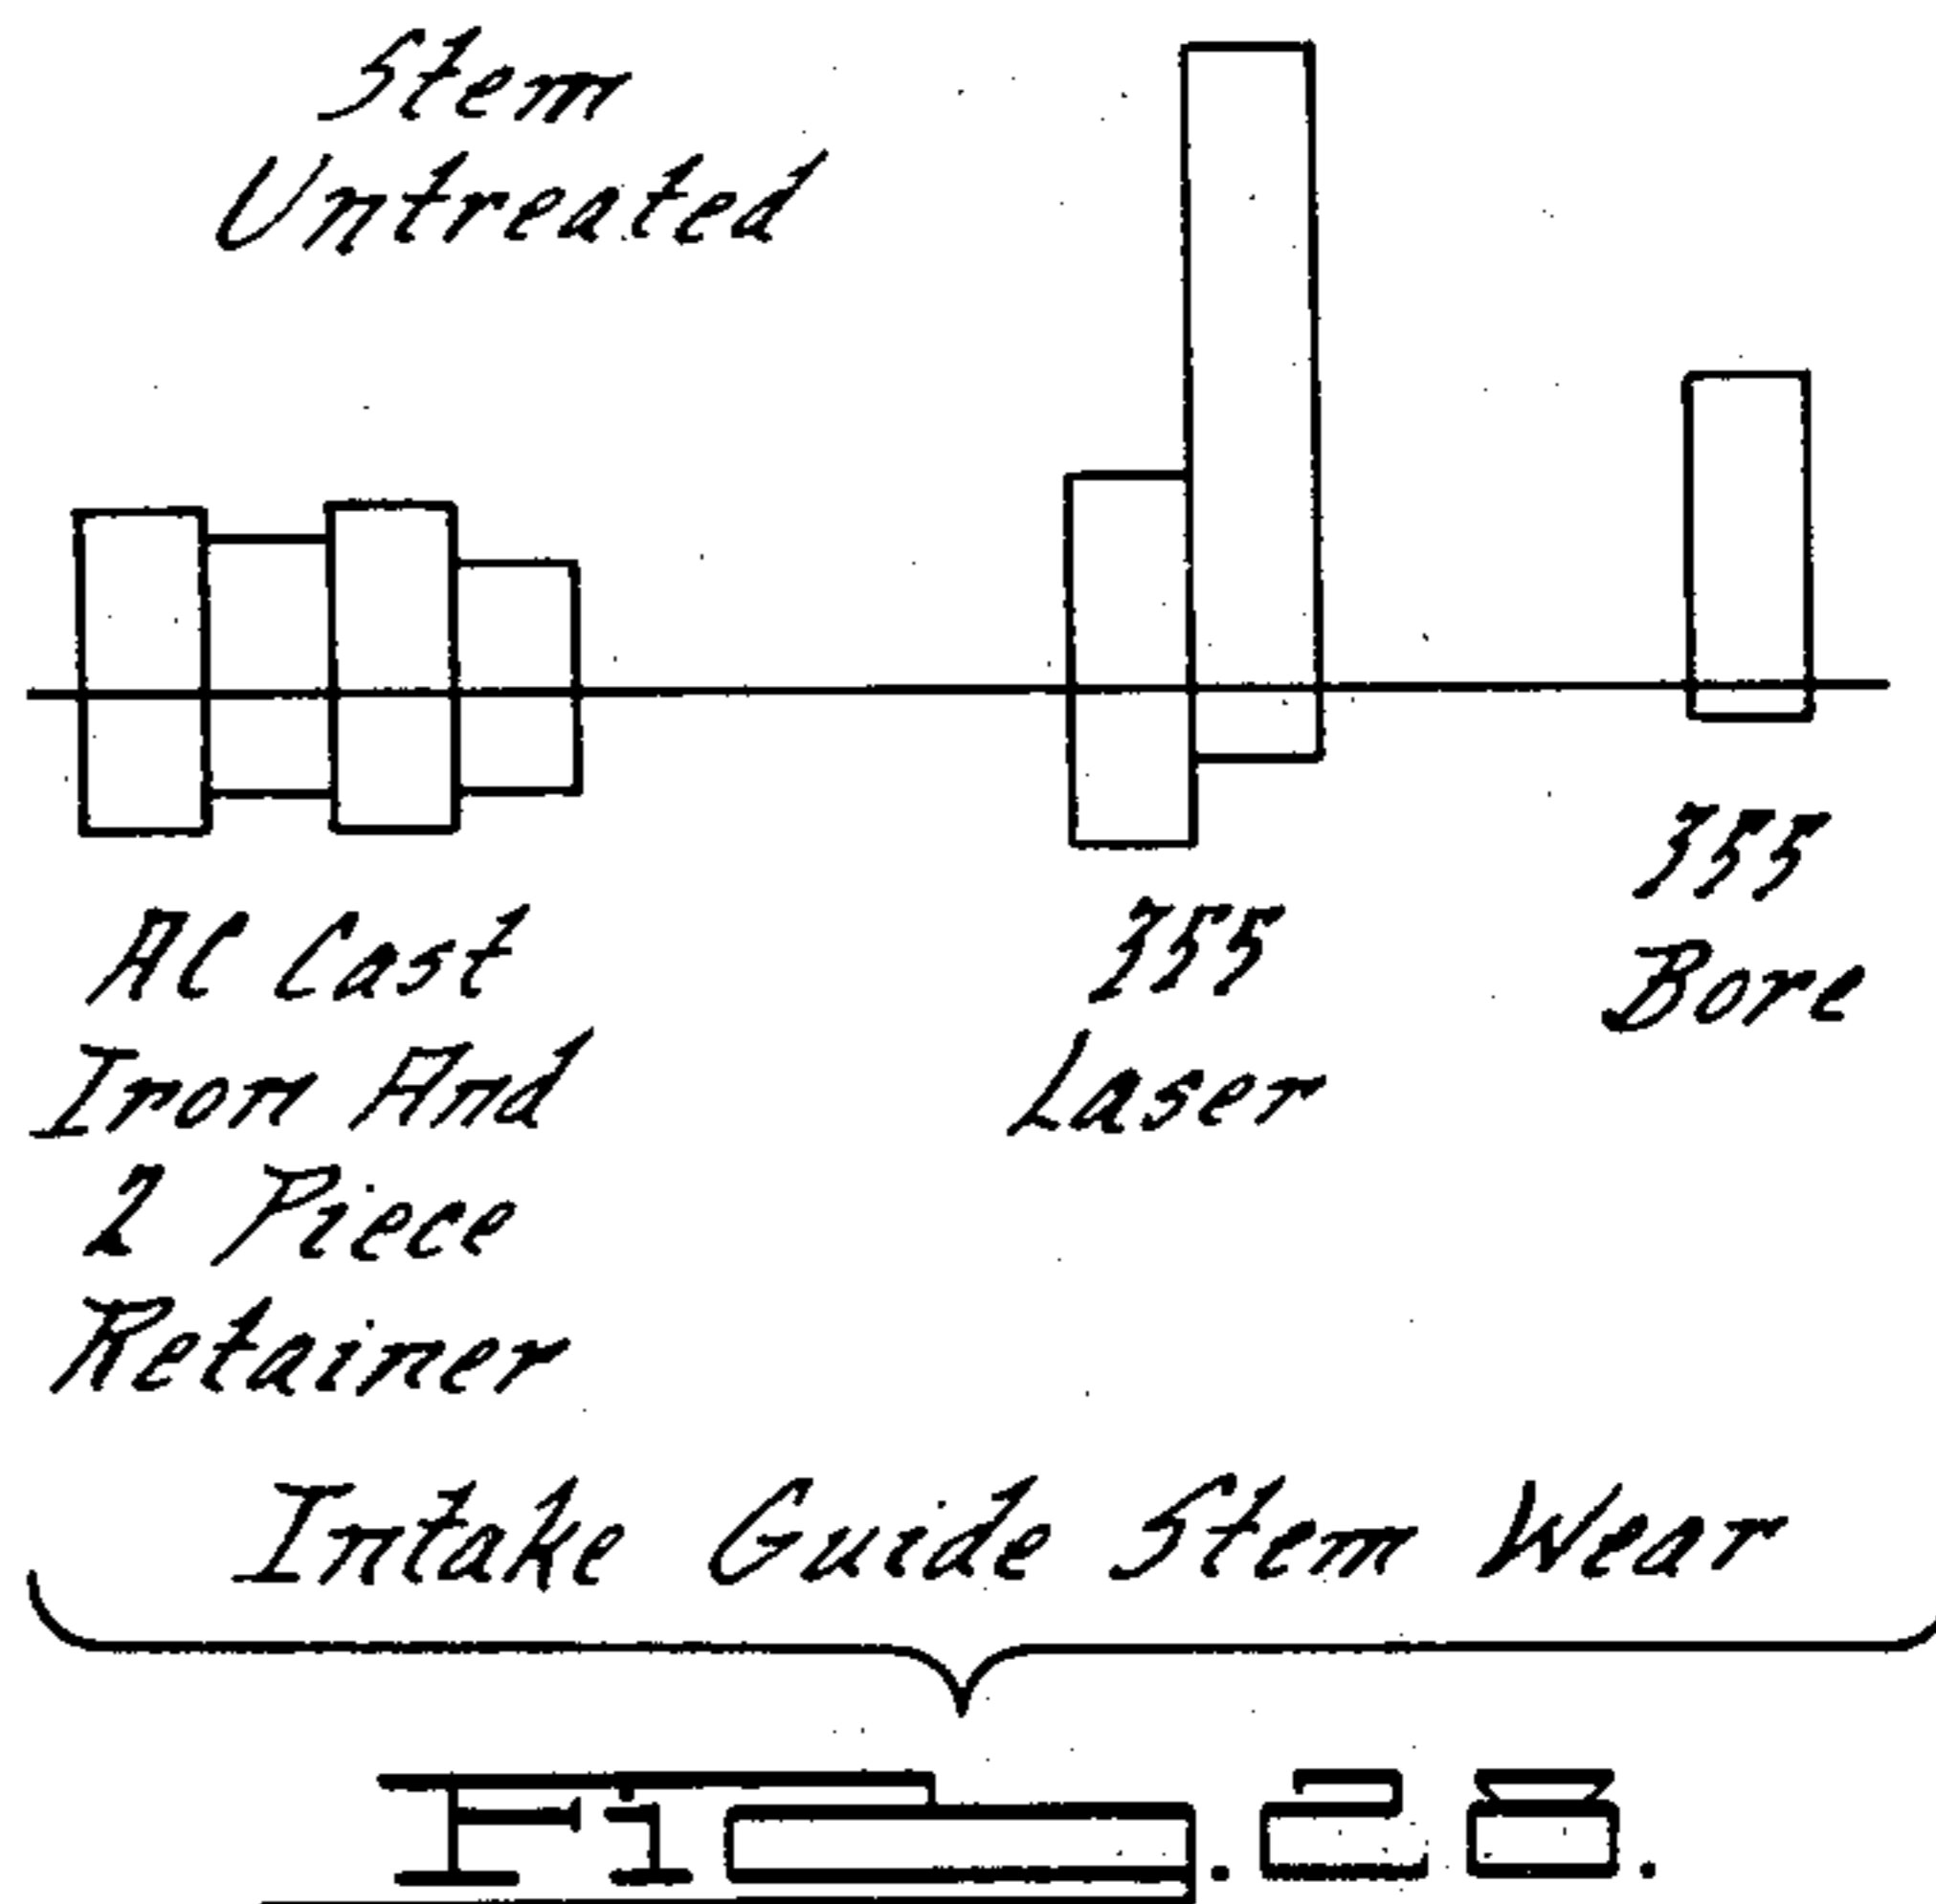 Stem
Untreated
355
Bore
AC Cast
Iron And
2 Piece
Retainer
355
Laser
Intake Guide Stem Wear
Fig. 28.